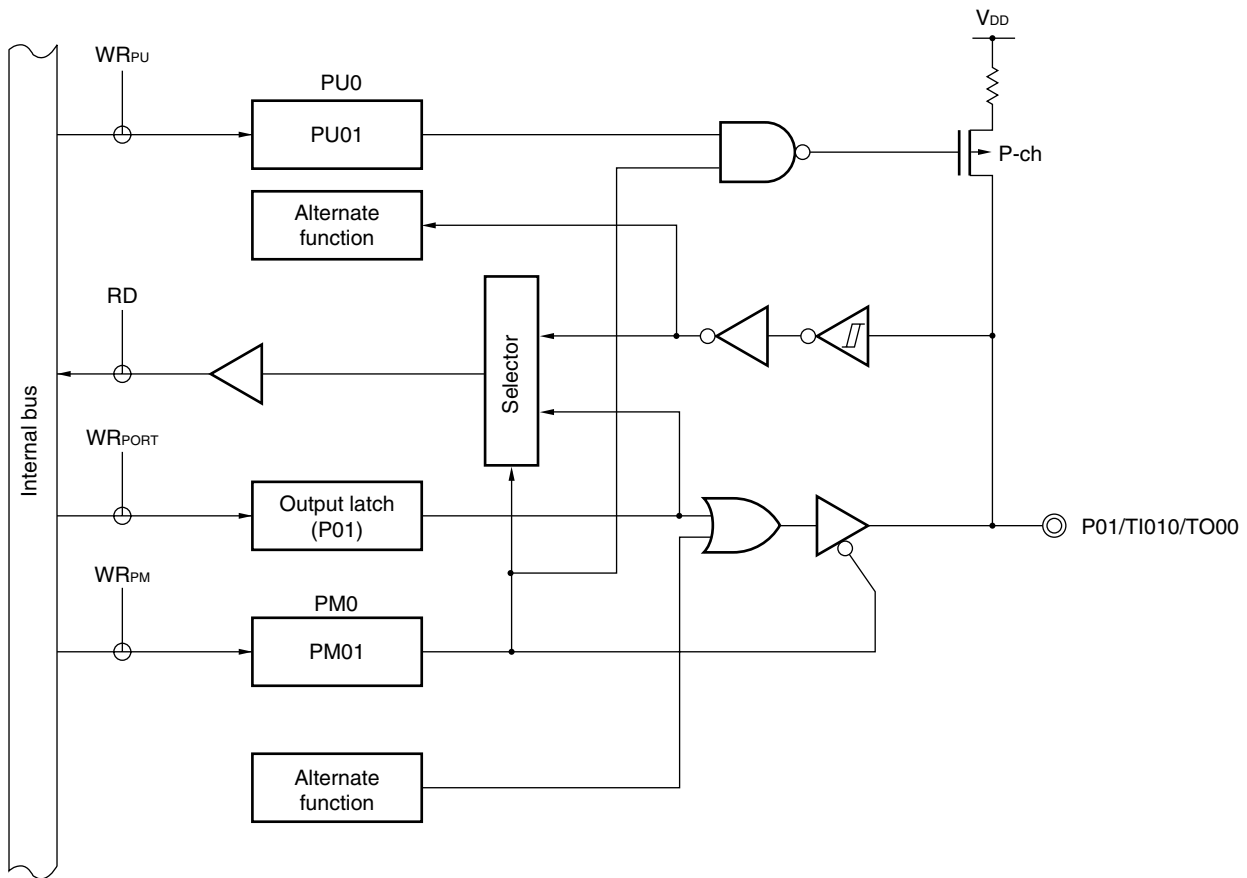 VDD
WRPU
PU0
PU01
P-ch
Alternate
function
RD
Selector
Internal bus
WRPORT
Output latch
(P01)
P01/TI010/TO00
WRPM
PM0
PM01
Alternate
function